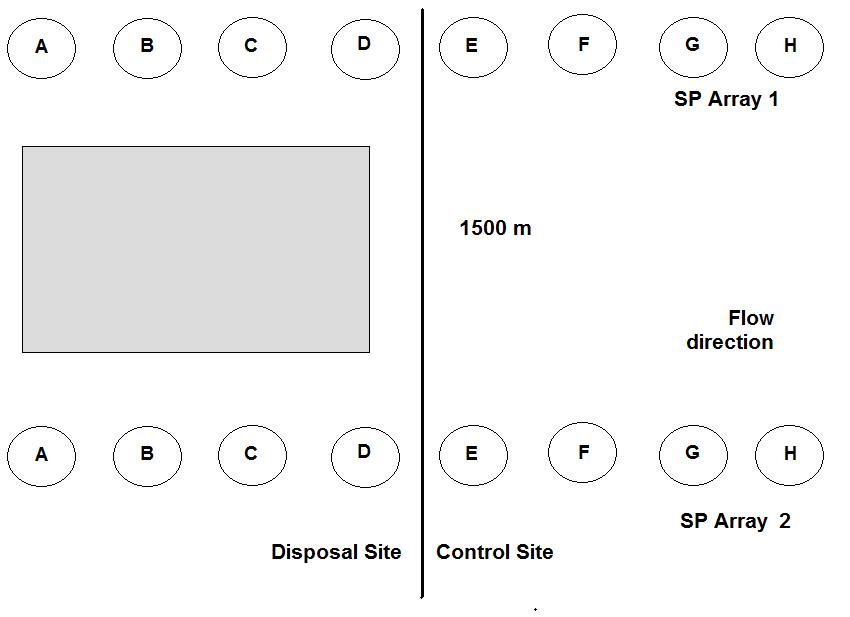 A B C D E F G H
SP Array 1
1500 m
Flow
direction
A B C D E F G H
SP Array 2
Disposal Site Control Site